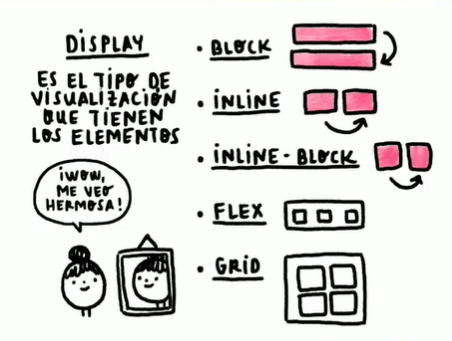 DISPLAY
ES EL TIPO DE
VISUALIZACIÓN
QUE TIENEN
LOS ELEMENTOS
¡WOW,
ME VEO
HERMOSA!
• BLOCK
• INLINE
• INLINE-BLOCK
• FLEX
• GRID